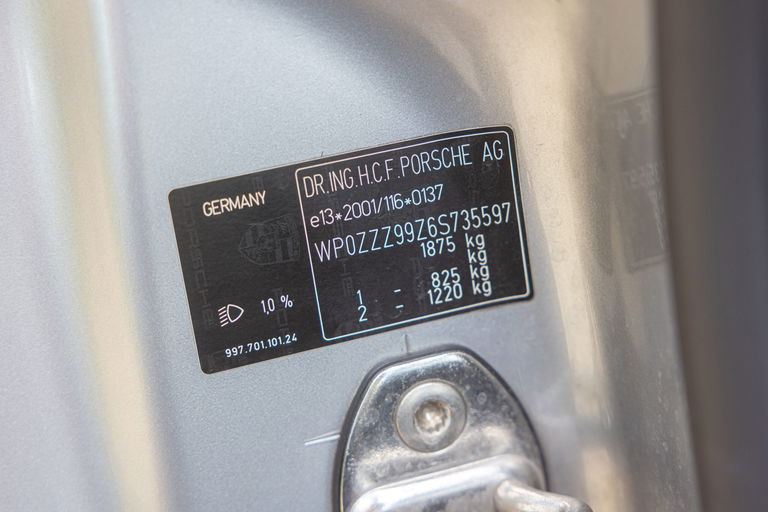 GERMANY
DR.ING.H.C.F.PORSCHE AG
e13*2001/116*0137
WP0ZZZ99Z6S735597
1875 kg
kg
1 - 825 kg
2 - 1220 kg
1,0 %
997.701.101.24